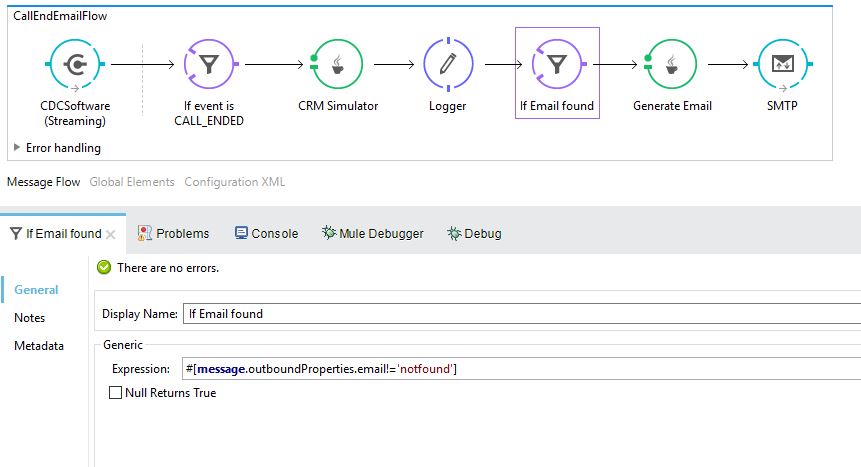 CallEndEmailFlow
CDCSoftware
(Streaming)
If event is
CALL_ENDED
CRM Simulator
Logger
If Email found
Generate Email
SMTP
Error handling
Message Flow Global Elements Configuration XML
If Email found Problems Console Mule Debugger Debug
There are no errors.
General
Notes
Metadata
Display Name: If Email found
Generic
Expression: #[message.outboundProperties.email!='notfound']
Null Returns True